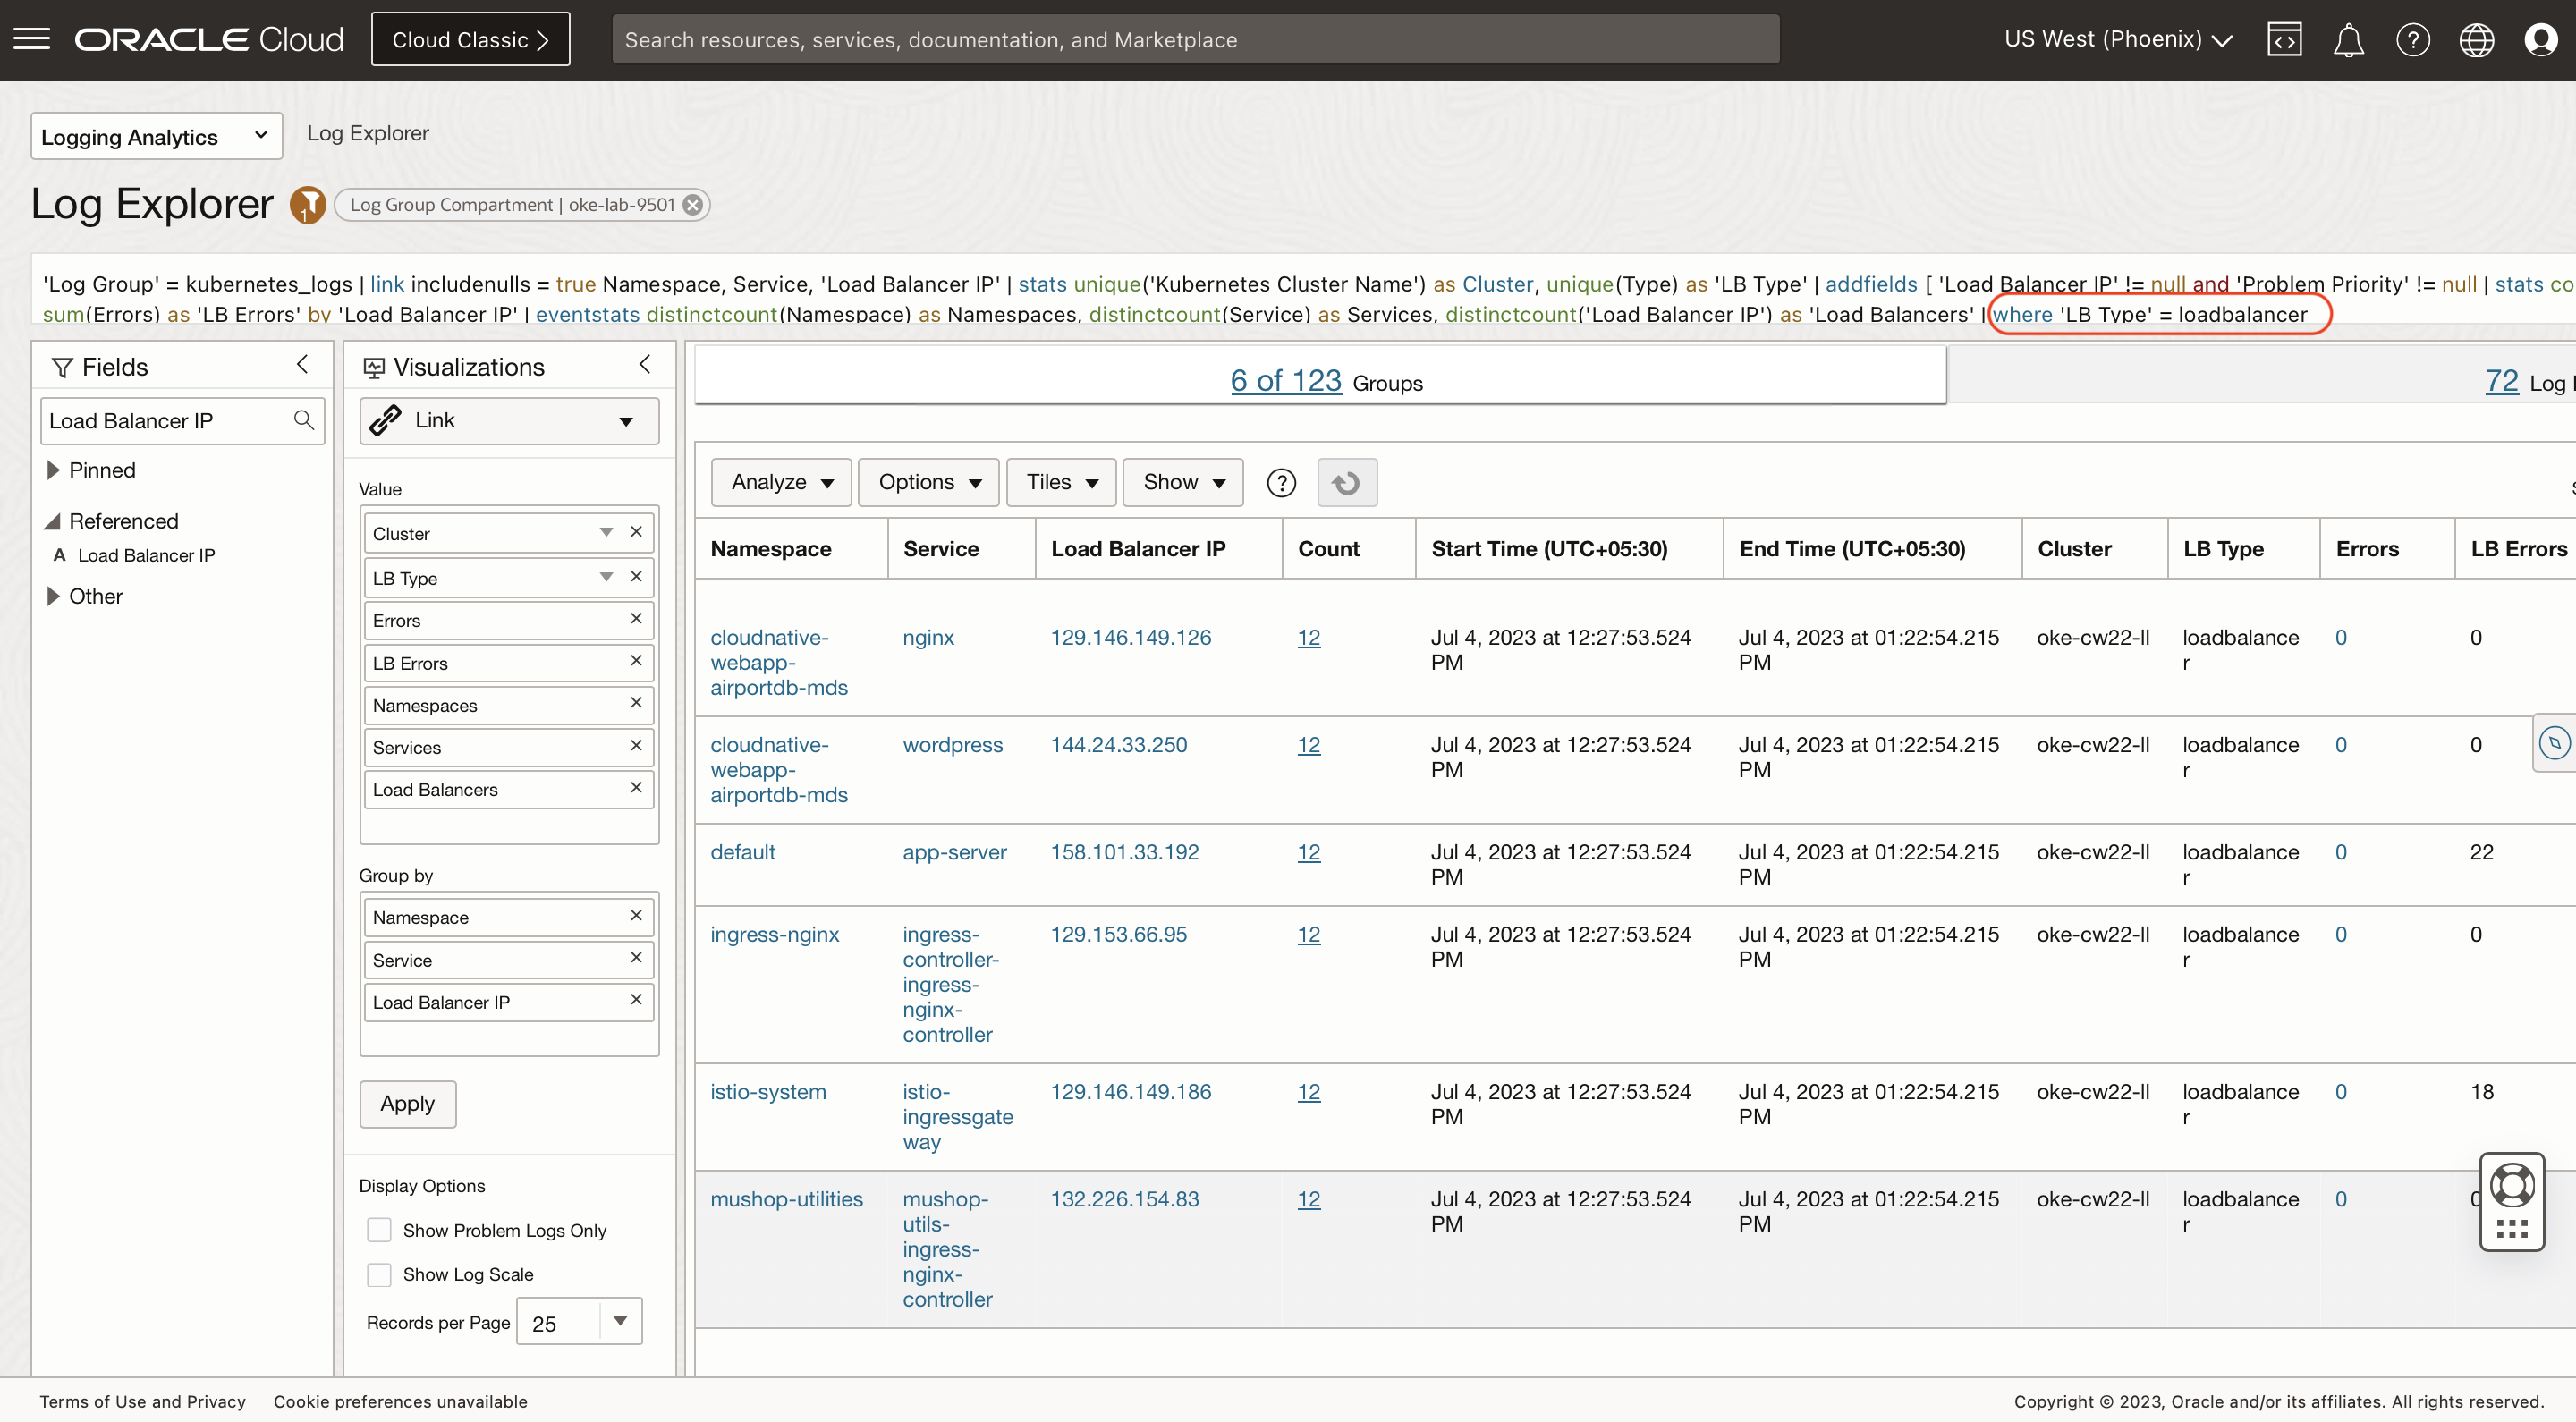 ORACLE Cloud
Cloud Classic
Search resources, services, documentation, and Marketplace
US West (Phoenix)
Logging Analytics
Log Explorer
Log Explorer
1
Log Group Compartment | oke-lab-9501
'Log Group' = kubernetes_logs | link includenulls = true Namespace, Service, 'Load Balancer IP' | stats unique('Kubernetes Cluster Name') as Cluster, unique(Type) as 'LB Type' | addfields [ 'Load Balancer IP' != null and 'Problem Priority' != null | stats co
sum(Errors) as 'LB Errors' by 'Load Balancer IP' | eventstats distinctcount(Namespace) as Namespaces, distinctcount(Service) as Services, distinctcount('Load Balancer IP') as 'Load Balancers' | where 'LB Type' = loadbalancer
Fields
Load Balancer IP
Pinned
Referenced
A Load Balancer IP
Other
Visualizations
Link
Value
Cluster
LB Type
Errors
LB Errors
Namespaces
Services
Load Balancers
Group by
Namespace
Service
Load Balancer IP
Apply
Display Options
Show Problem Logs Only
Show Log Scale
Records per Page 25
6 of 123 Groups
72 Log
Analyze Options Tiles Show ?
Namespace Service Load Balancer IP Count Start Time (UTC+05:30) End Time (UTC+05:30) Cluster LB Type Errors LB Errors
cloudnative- nginx 129.146.149.126 12 Jul 4, 2023 at 12:27:53.524 Jul 4, 2023 at 01:22:54.215 oke-cw22-ll loadbalance 0 0
webapp- PM PM r
airportdb-mds
cloudnative- wordpress 144.24.33.250 12 Jul 4, 2023 at 12:27:53.524 Jul 4, 2023 at 01:22:54.215 oke-cw22-ll loadbalance 0 0
webapp- PM PM r
airportdb-mds
default app-server 158.101.33.192 12 Jul 4, 2023 at 12:27:53.524 Jul 4, 2023 at 01:22:54.215 oke-cw22-ll loadbalance 0 22
PM PM r
ingress-nginx ingress- 129.153.66.95 12 Jul 4, 2023 at 12:27:53.524 Jul 4, 2023 at 01:22:54.215 oke-cw22-ll loadbalance 0 0
controller- PM PM r
ingress-
nginx-
controller
istio-system istio- 129.146.149.186 12 Jul 4, 2023 at 12:27:53.524 Jul 4, 2023 at 01:22:54.215 oke-cw22-ll loadbalance 0 18
ingressgate PM PM r
way
mushop-utilities mushop- 132.226.154.83 12 Jul 4, 2023 at 12:27:53.524 Jul 4, 2023 at 01:22:54.215 oke-cw22-ll loadbalance 0 0
utils- PM PM r
ingress-
nginx-
controller
Terms of Use and Privacy Cookie preferences unavailable
Copyright © 2023, Oracle and/or its affiliates. All rights reserved.